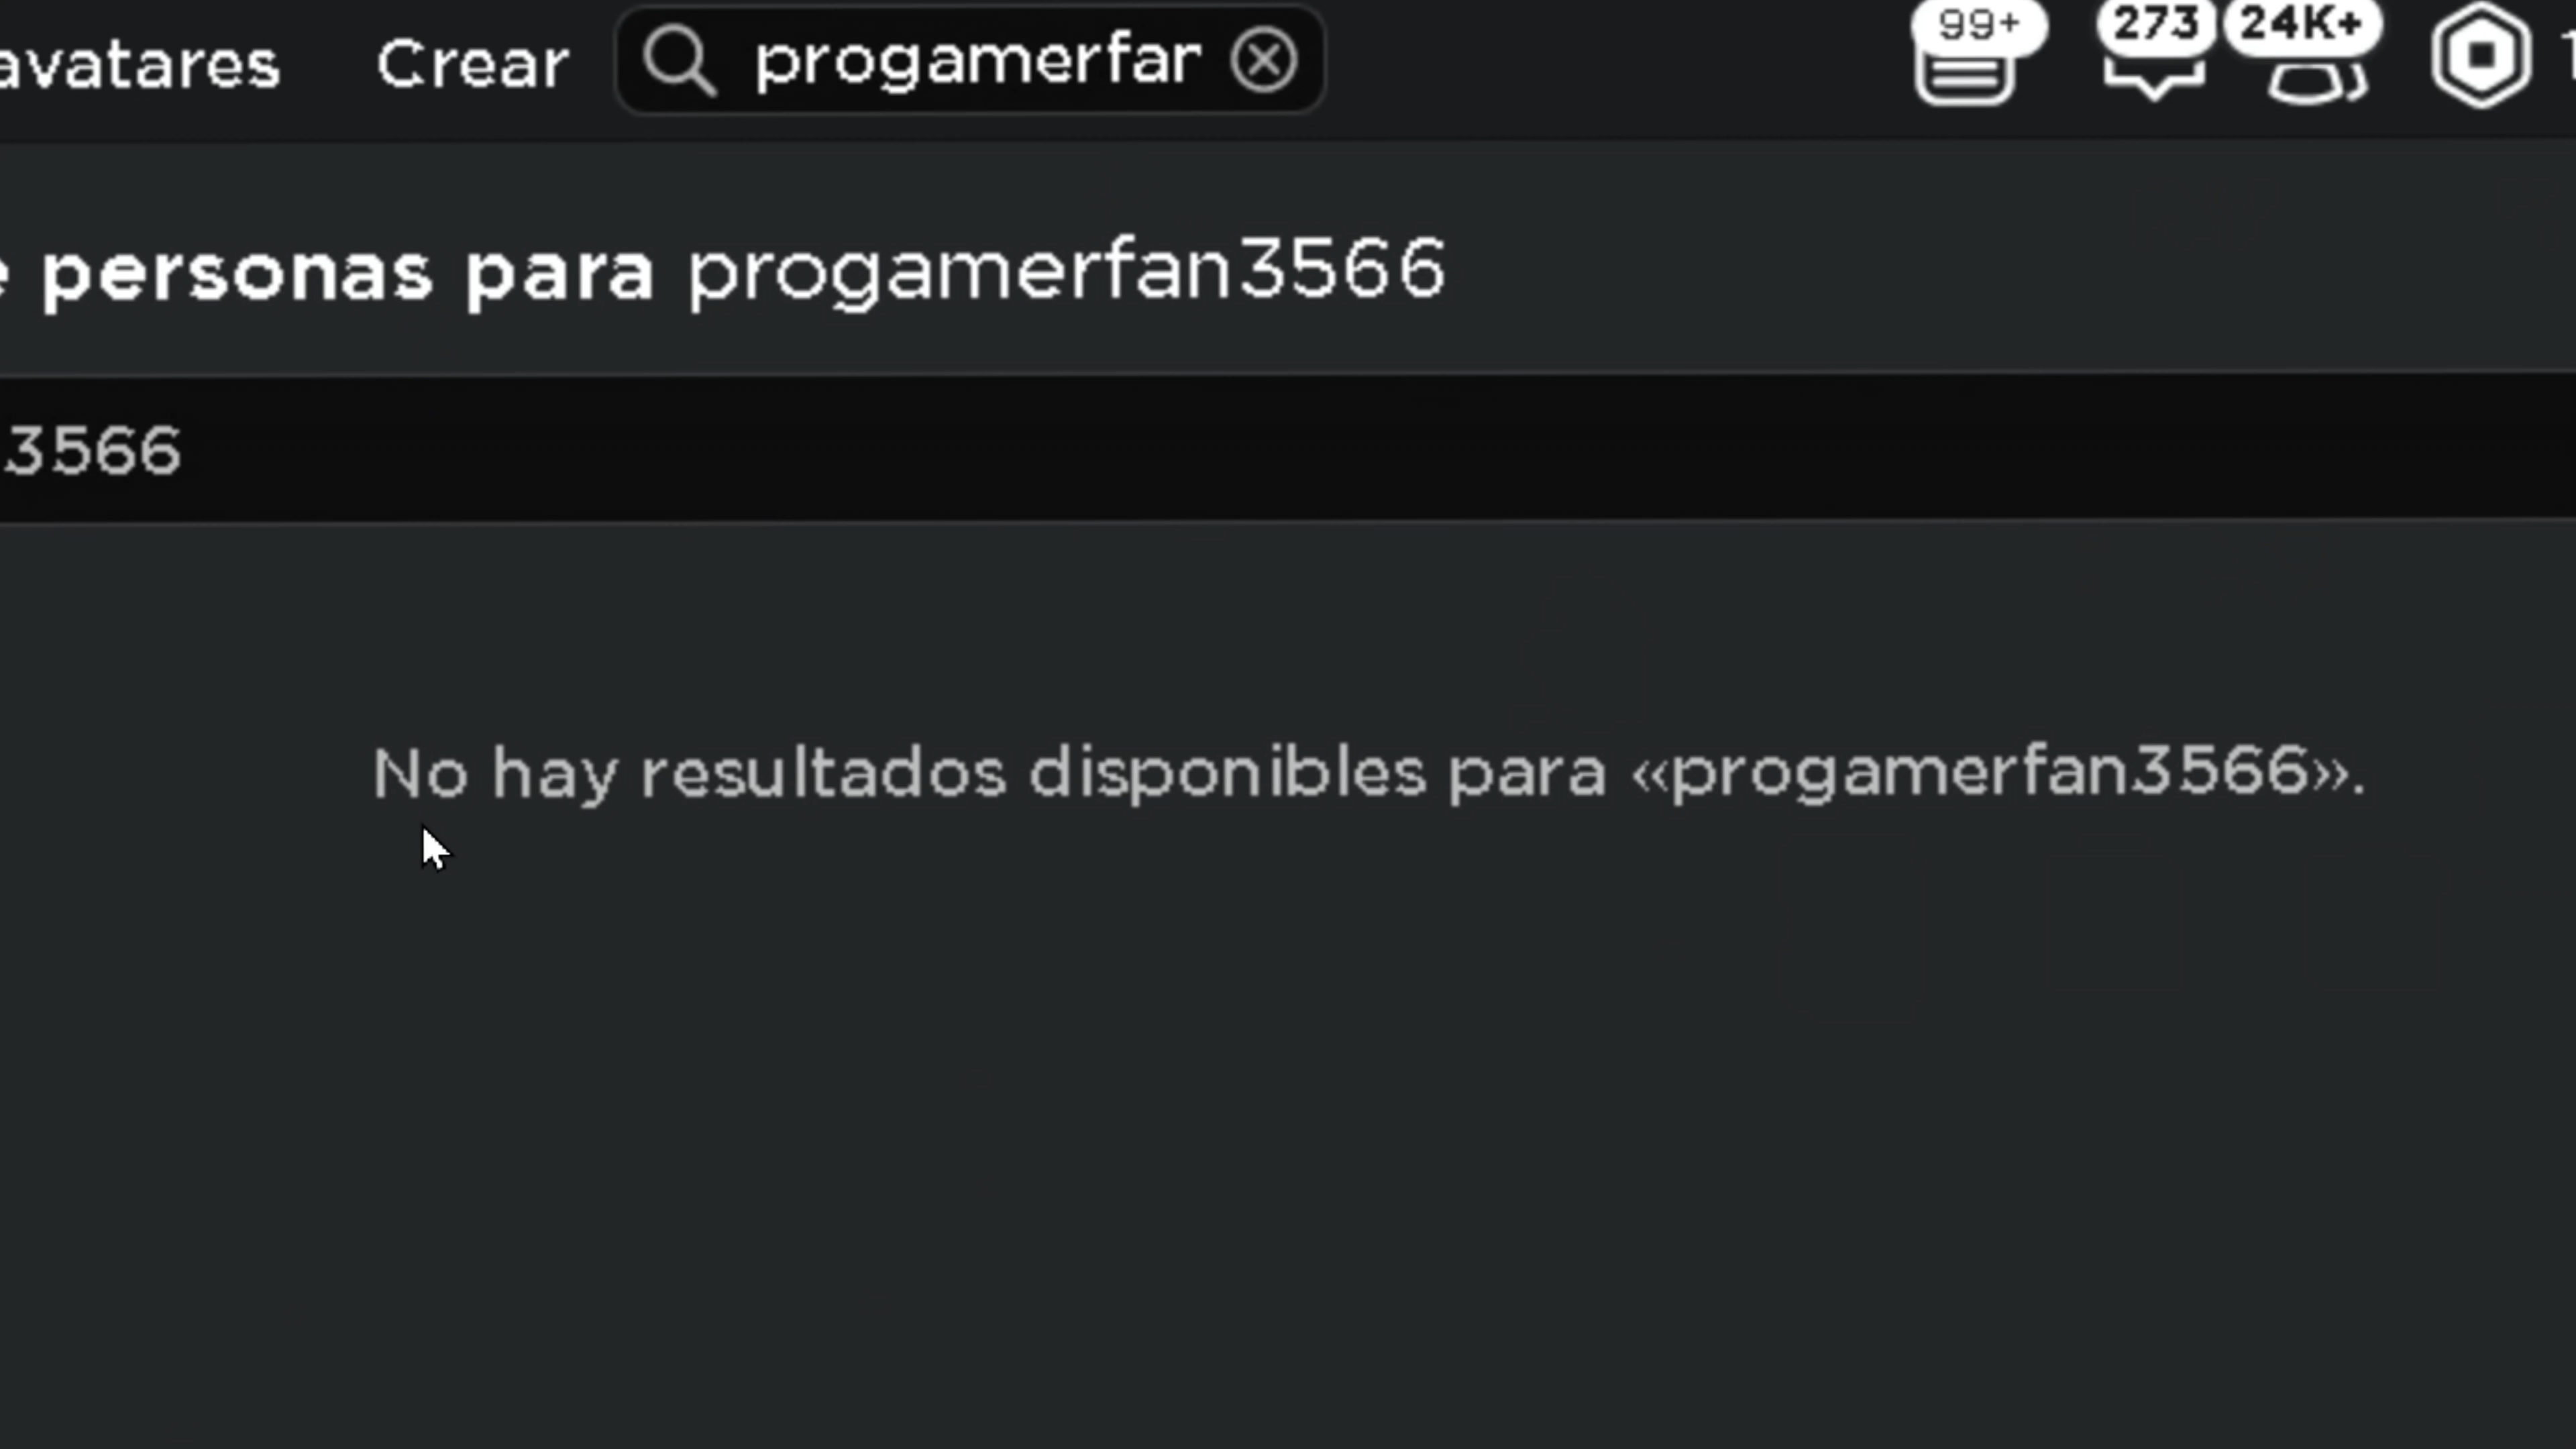 avatares Crear progamerfar 99+ 273 24K+
personas para progamerfan3566
3566
No hay resultados disponibles para «progamerfan3566».